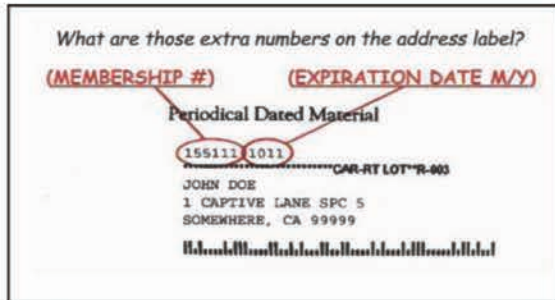 What are those extra numbers on the address label?
(MEMBERSHIP #) (EXPIRATION DATE M/Y)
Periodical Dated Material
155111 1011
CAR-RT LOT**R-003
JOHN DOE
1 CAPTIVE LANE SPC 5
SOMEWHERE, CA 99999